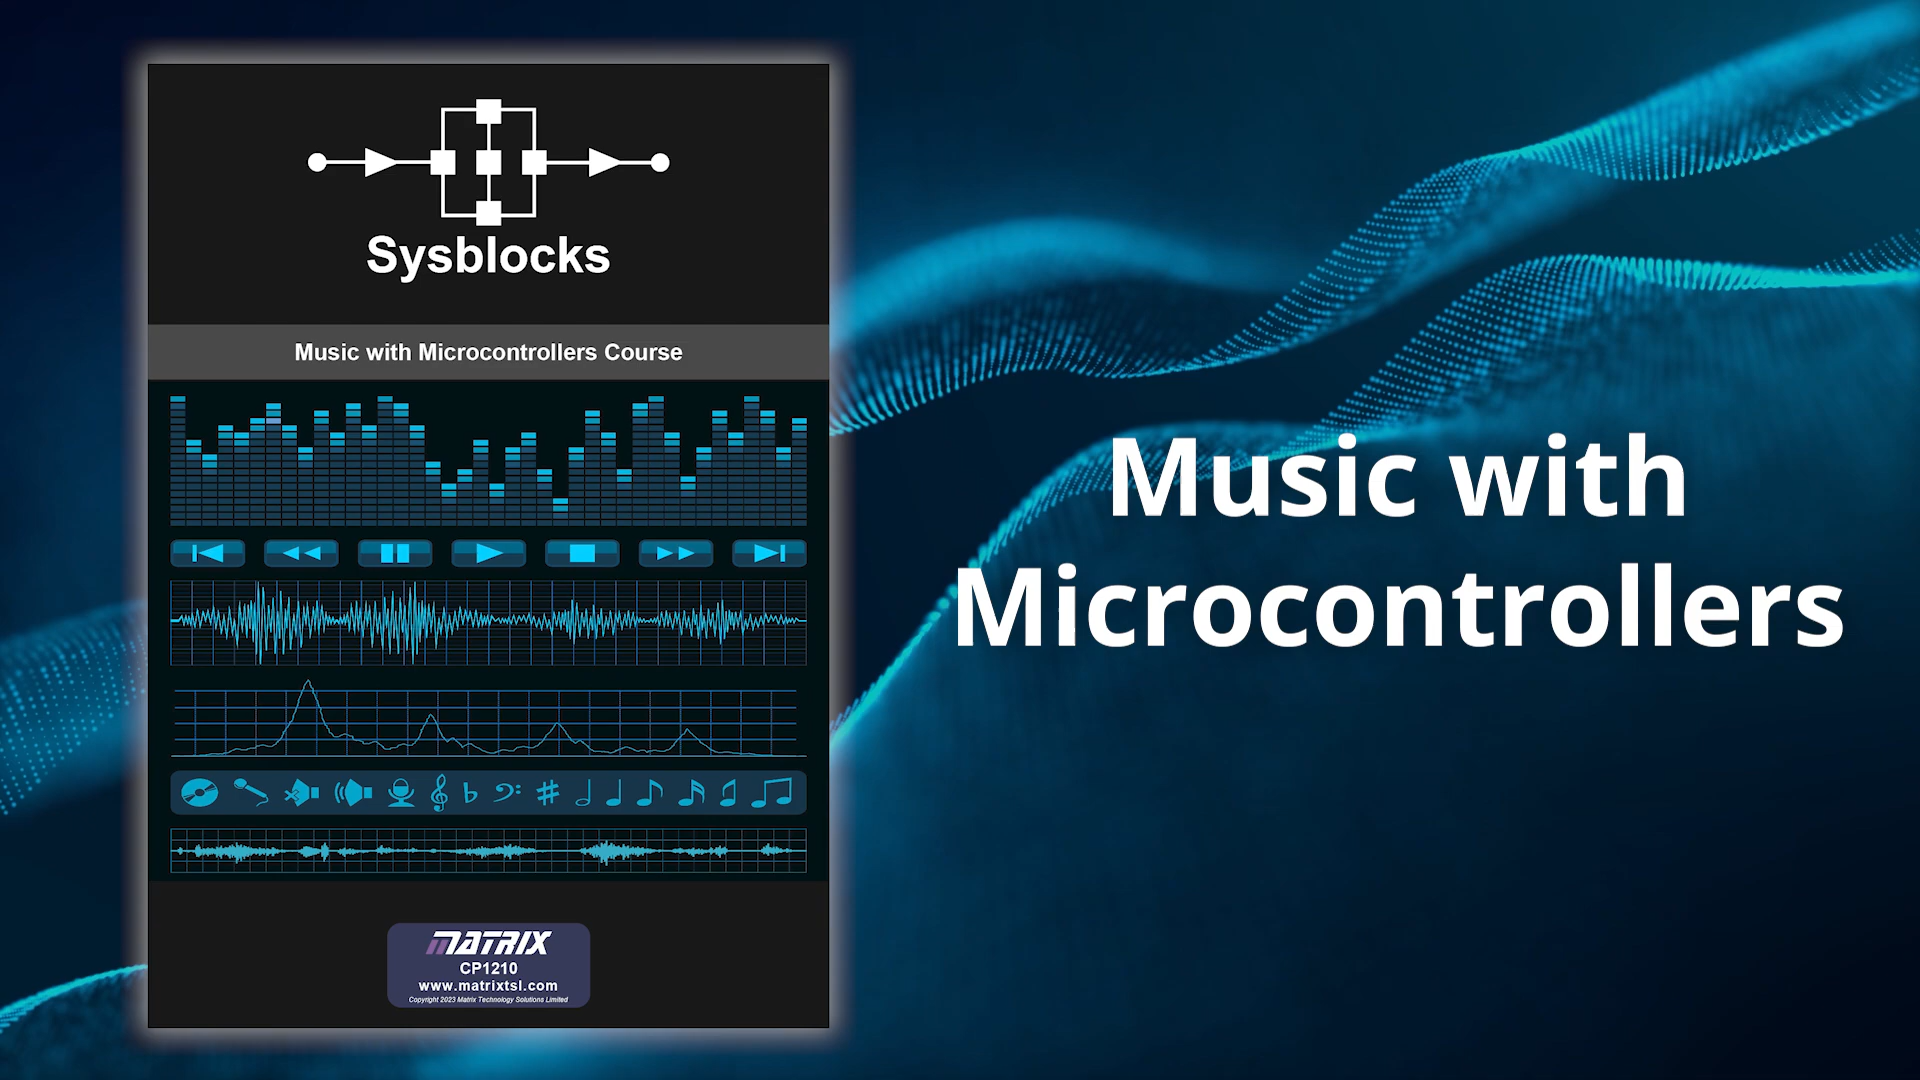 Sysblocks
Music with Microcontrollers Course
MATRIX
CP1210
www.matrixtsl.com
Copyright 2023 Matrix Technology Solutions Limited
Music with
Microcontrollers